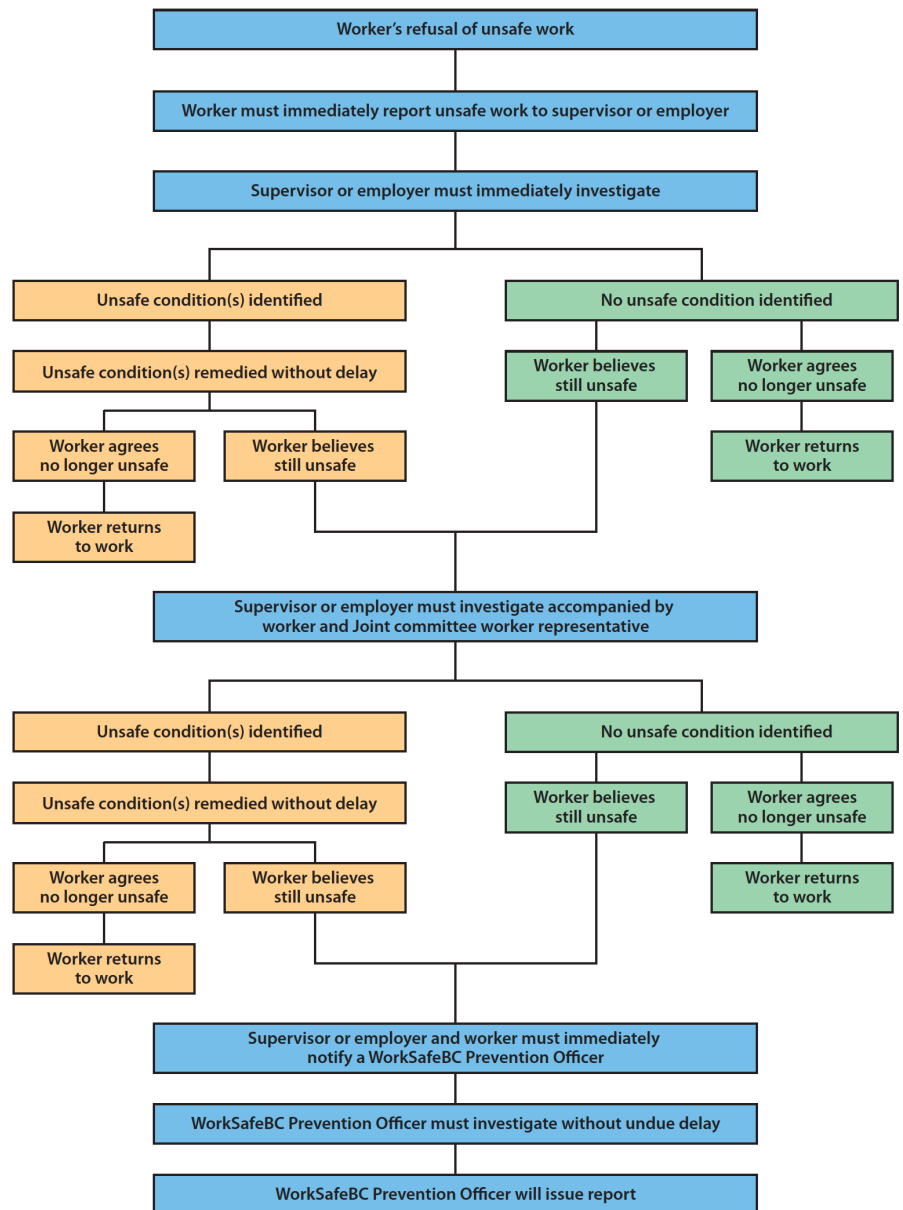 Worker’s refusal of unsafe work
Worker must immediately report unsafe work to supervisor or employer
Supervisor or employer must immediately investigate
Unsafe condition(s) identified
Unsafe condition(s) remedied without delay
Worker agrees
no longer unsafe
Worker returns
to work
Worker believes
still unsafe
No unsafe condition identified
Worker believes
still unsafe
Worker agrees
no longer unsafe
Worker returns
to work
Supervisor or employer must investigate accompanied by
worker and Joint committee worker representative
Unsafe condition(s) identified
Unsafe condition(s) remedied without delay
Worker agrees
no longer unsafe
Worker returns
to work
Worker believes
still unsafe
No unsafe condition identified
Worker believes
still unsafe
Worker agrees
no longer unsafe
Worker returns
to work
Supervisor or employer and worker must immediately
notify a WorkSafeBC Prevention Officer
WorkSafeBC Prevention Officer must investigate without undue delay
WorkSafeBC Prevention Officer will issue report